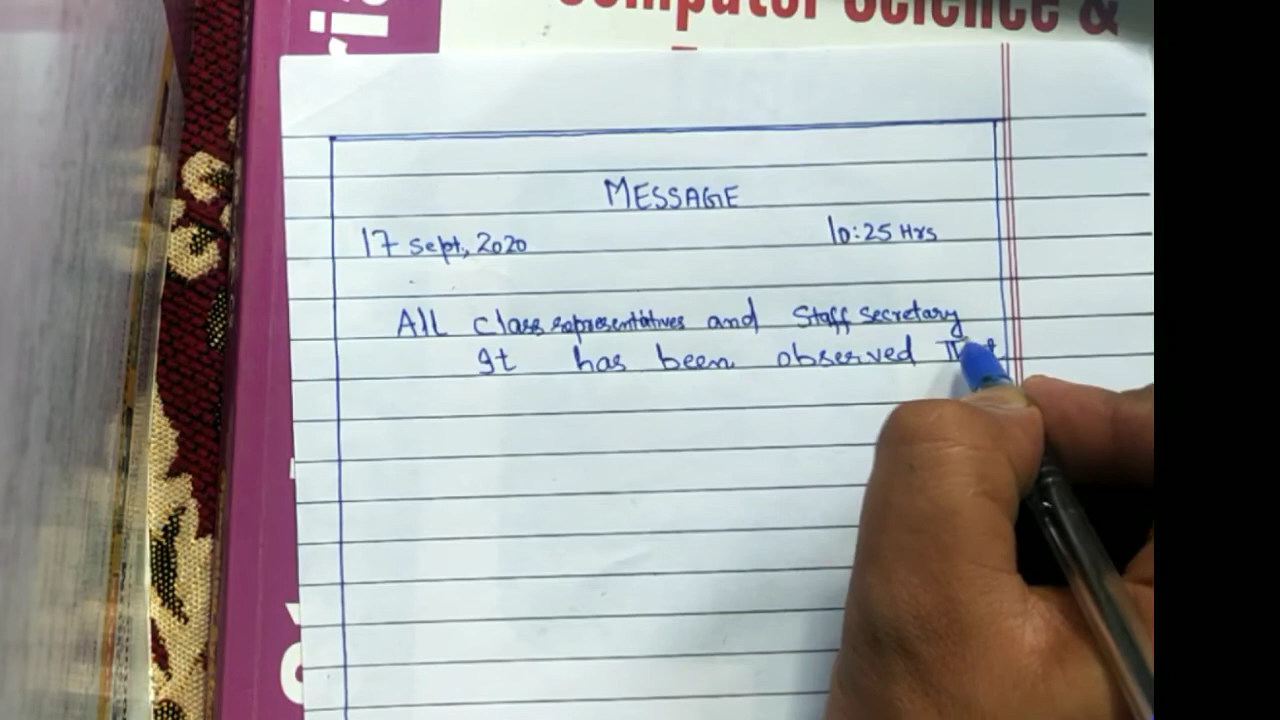 Computer Science &
MESSAGE
17 Sept, 2020 10:25 Hrs
All class representatives and Staff Secretary
It has been observed